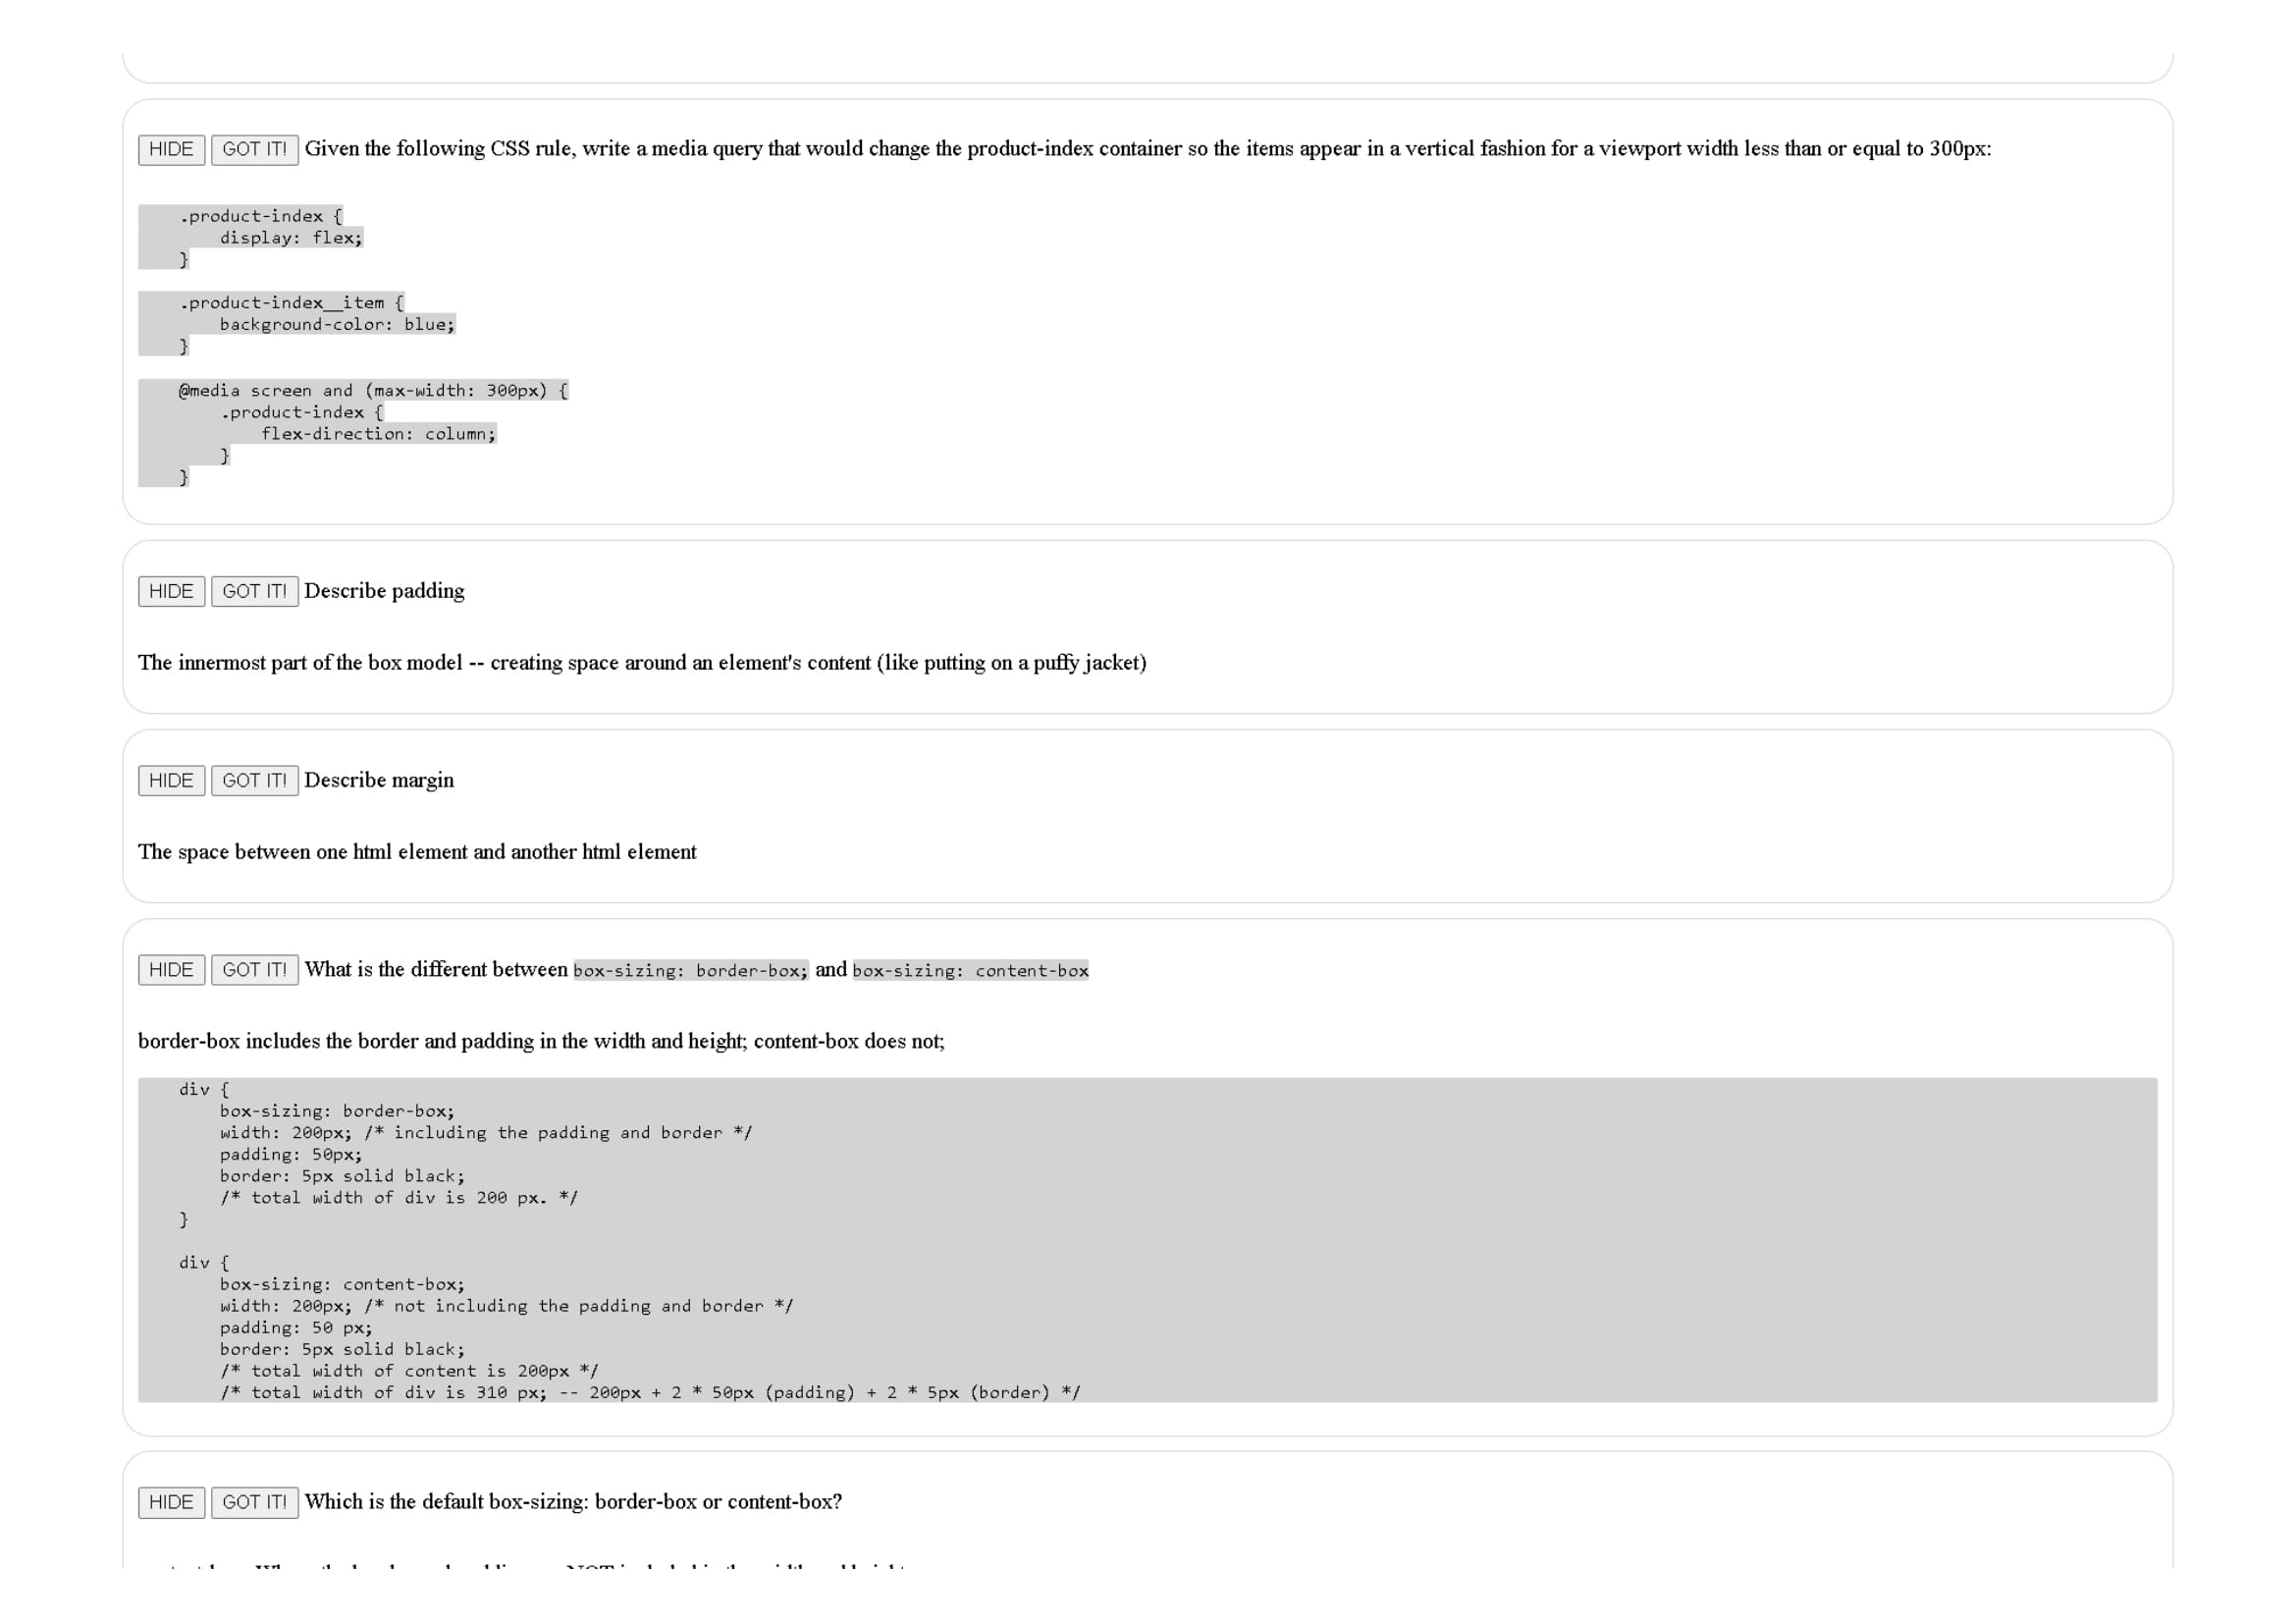 HIDE GOT IT! Given the following CSS rule, write a media query that would change the product-index container so the items appear in a vertical fashion for a viewport width less than or equal to 300px:
.product-index {
display: flex;
}
.product-index__item {
background-color: blue;
}
@media screen and (max-width: 300px) {
.product-index {
flex-direction: column;
}
}
HIDE GOT IT! Describe padding
The innermost part of the box model -- creating space around an element's content (like putting on a puffy jacket)
HIDE GOT IT! Describe margin
The space between one html element and another html element
HIDE GOT IT! What is the different between box-sizing: border-box; and box-sizing: content-box
border-box includes the border and padding in the width and height; content-box does not;
div {
box-sizing: border-box;
width: 200px; /* including the padding and border */
padding: 50px;
border: 5px solid black;
/* total width of div is 200 px. */
}
div {
box-sizing: content-box;
width: 200px; /* not including the padding and border */
padding: 50 px;
border: 5px solid black;
/* total width of content is 200px */
/* total width of div is 310 px; -- 200px + 2 * 50px (padding) + 2 * 5px (border) */
HIDE GOT IT! Which is the default box-sizing: border-box or content-box?